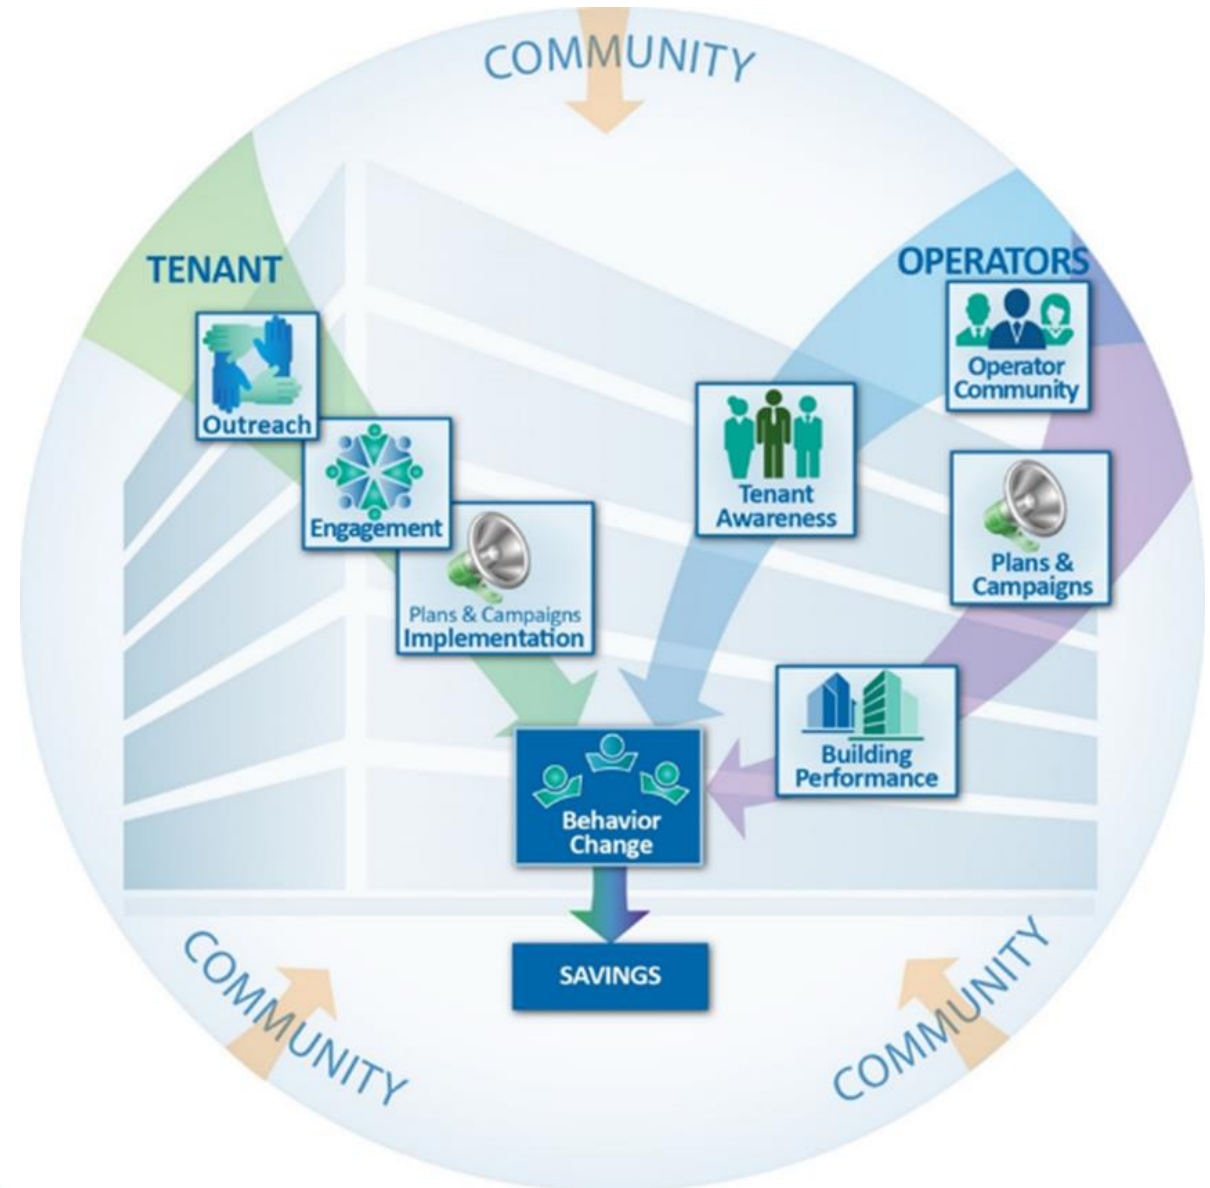 COMMUNITY
TENANT
OPERATORS
Outreach
Engagement
Plans & Campaigns
Implementation
Tenant
Awareness
Operator
Community
Plans &
Campaigns
Building
Performance
Behavior
Change
SAVINGS
COMMUNITY
COMMUNITY